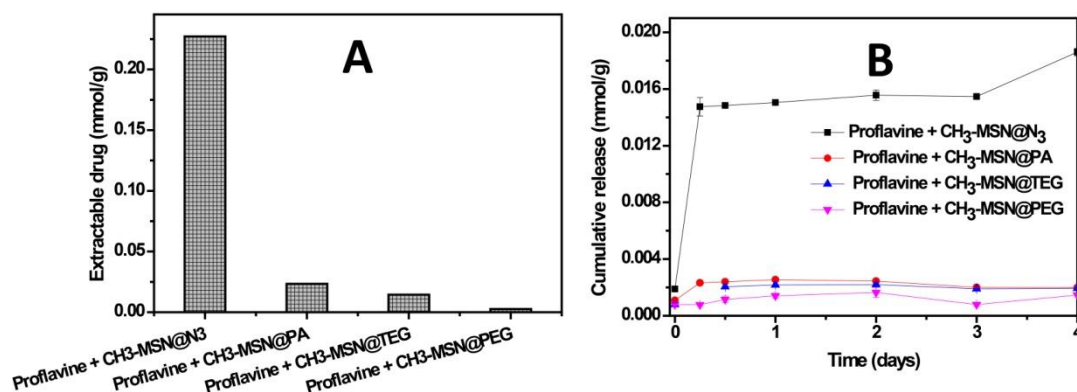 A
Extractable drug (mmol/g)
0.20
0.15
0.10
0.05
0.00
Proflavine + CH3-MSN@N3
Proflavine + CH3-MSN@PA
Proflavine + CH3-MSN@TEG
Proflavine + CH3-MSN@PEG
B
Cumulative release (mmol/g)
0.020
0.016
0.012
0.008
0.004
0.000
Proflavine + CH₃-MSN@N₃
Proflavine + CH₃-MSN@PA
Proflavine + CH₃-MSN@TEG
Proflavine + CH₃-MSN@PEG
0 1 2 3 4
Time (days)